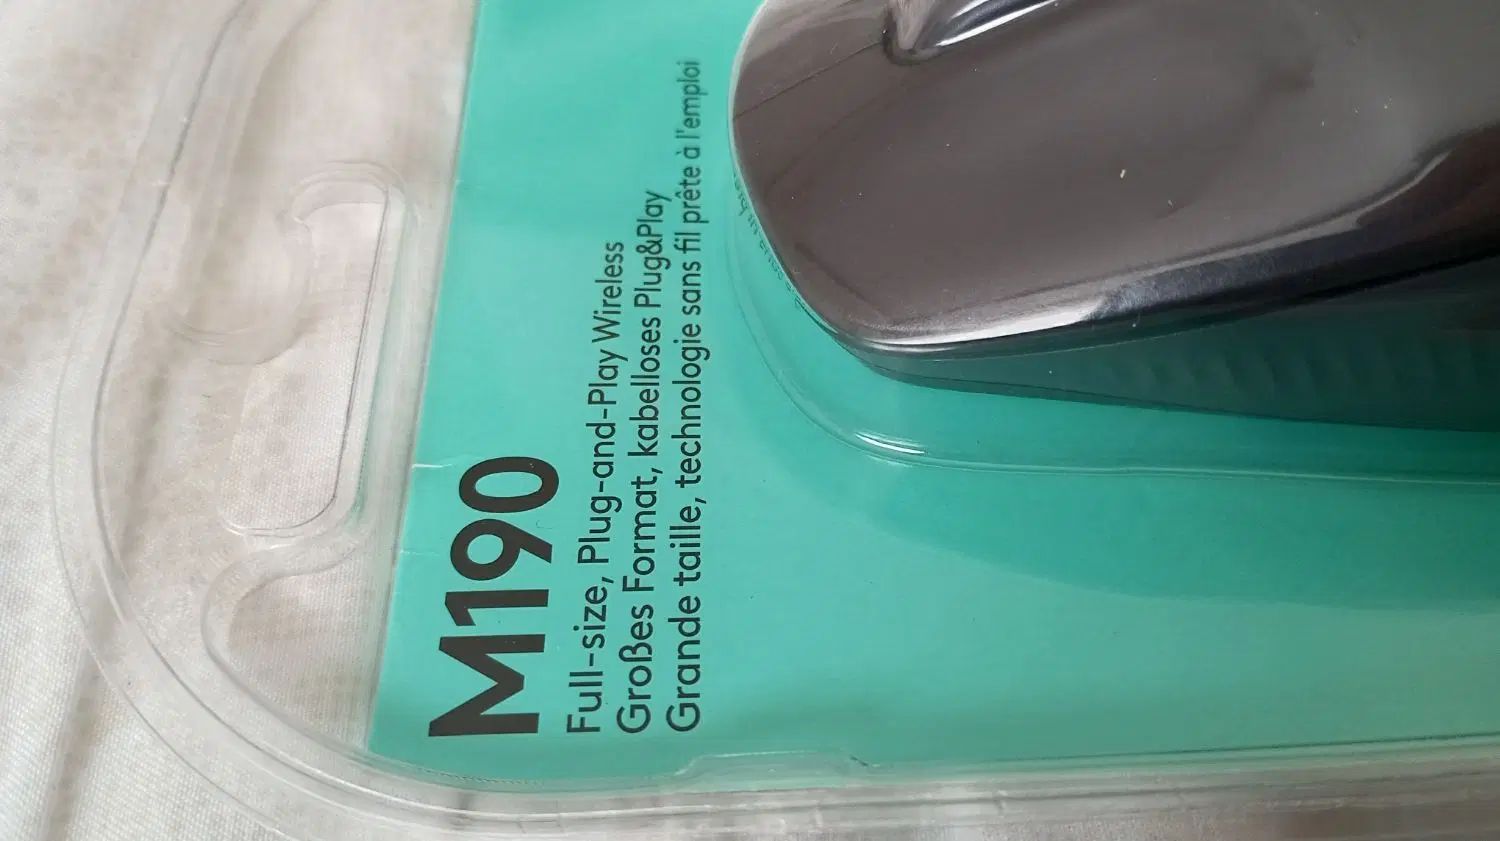 M190
Full-size, Plug-and-Play Wireless
Großes Format, kabelloses Plug&Play
Grande taille, technologie sans fil prête à l'emploi